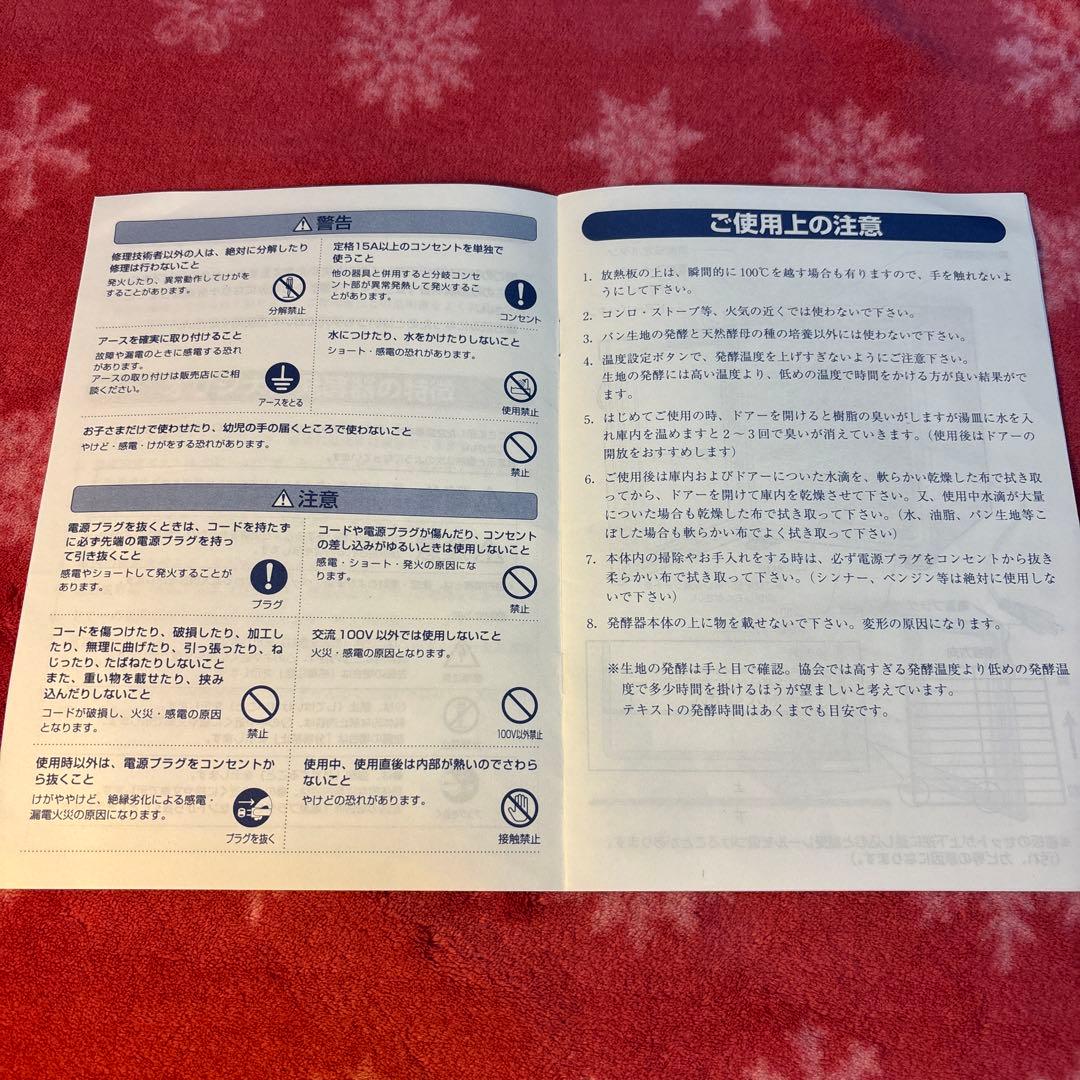 警告
修理技術者以外の人は、絶対に分解したり
修理は行わないこと
発火したり、異常動作してけがを
することがあります。
分解禁止
定格15A以上のコンセントを単独で
使うこと
他の器具と併用すると分岐コンセ
ント部が異常発熱して発火するこ
とがあります。
コンセント
アースを確実に取り付けること
故障や漏電のときに感電する恐れ
があります。
アースの取り付けは販売店にご相
談ください。
アースをとる
水につけたり、水をかけたりしないこと
ショート・感電の恐れがあります。
使用禁止
お子さまだけで使わせたり、幼児の手の届くところで使わないこと
やけど・感電・けがをする恐れがあります。
禁止
注意
電源プラグを抜くときは、コードを持たず
に必ず先端の電源プラグを持っ
て引き抜くこと
感電やショートして発火することが
あります。
プラグ
コードや電源プラグが傷んだり、コンセント
の差し込みがゆるいときは使用しないこと
感電・ショート・発火の原因にな
ります。
禁止
コードを傷つけたり、破損したり、加工し
たり、無理に曲げたり、引っ張ったり、ね
じったり、たばねたりしないこと
また、重い物を載せたり、挟み
込んだりしないこと
コードが破損し、火災・感電の原因
となります。
禁止
交流100V以外では使用しないこと
火災・感電の原因となります。
100V以外禁止
使用時以外は、電源プラグをコンセントか
ら抜くこと
けがややけど、絶縁劣化による感電・
漏電火災の原因になります。
プラグを抜く
使用中、使用直後は内部が熱いのでさわら
ないこと
やけどの恐れがあります。
接触禁止
ご使用上の注意
1. 放熱板の上は、瞬間的に100℃を越す場合も有りますので、手を触れないよ
うにして下さい。
2. コンロ・ストーブ等、火気の近くでは使わないで下さい。
3. パン生地の発酵と天然酵母の種の培養以外には使わないで下さい。
4. 温度設定ボタンで、発酵温度を上げすぎないようにご注意下さい。
生地の発酵には高い温度より、低めの温度で時間をかける方が良い結果がで
ます。
5. はじめてご使用の時、ドアーを開けると樹脂の臭いがしますが湯皿に水を入
れ庫内を温めますと2～3回で臭いが消えていきます。（使用後はドアーの
開放をおすすめします）
6. ご使用後は庫内およびドアーについた水滴を、軟らかい乾燥した布で拭き取
ってから、ドアーを開けて庫内を乾燥させて下さい。又、使用中水滴が大量
についた場合も乾燥した布で拭き取って下さい。（水、油脂、パン生地等こ
ぼした場合も軟らかい布でよく拭き取って下さい）
7. 本体内の掃除やお手入れをする時は、必ず電源プラグをコンセントから抜き
柔らかい布で拭き取って下さい。（シンナー、ベンジン等は絶対に使用しな
いで下さい）
8. 発酵器本体の上に物を載せないで下さい。変形の原因になります。
※生地の発酵は手と目で確認。協会では高すぎる発酵温度より低めの発酵温
度で多少時間を掛けるほうが望ましいと考えています。
テキストの発酵時間はあくまでも目安です。